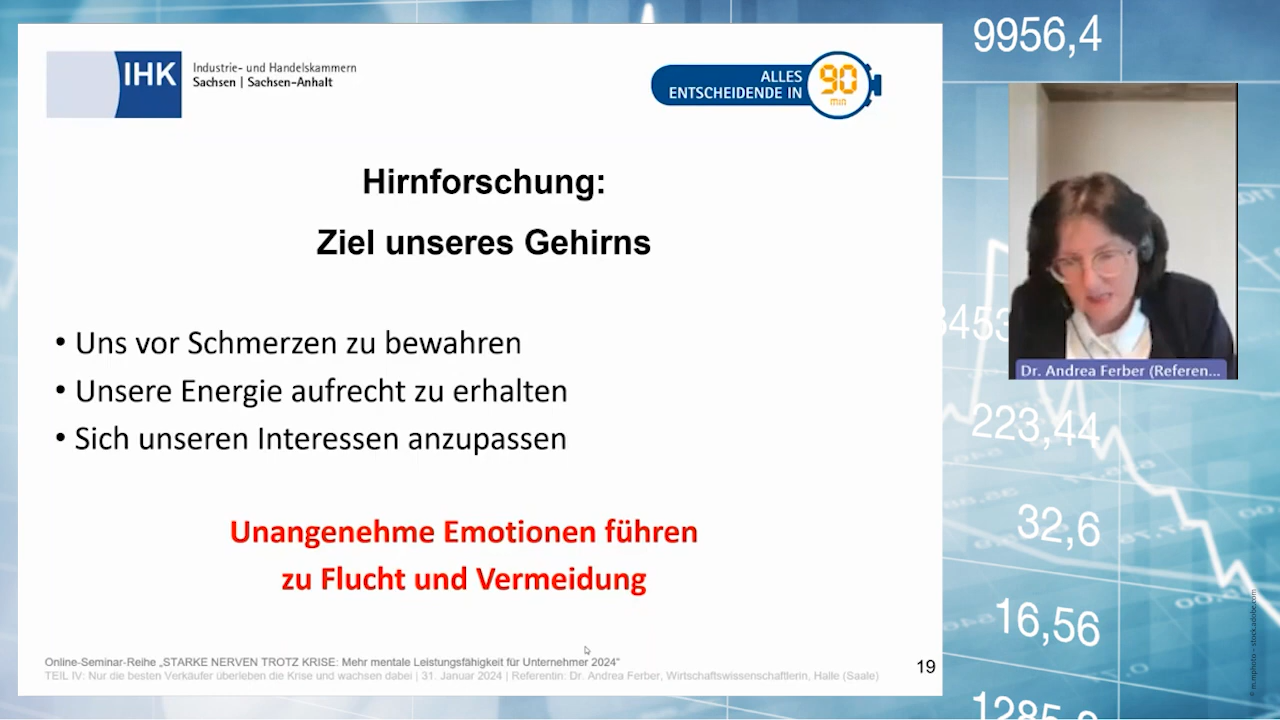 IHK
Industrie- und Handelskammern
Sachsen | Sachsen-Anhalt
ALLES
ENTSCHEIDENDE IN
90
min
Hirnforschung:
Ziel unseres Gehirns
• Uns vor Schmerzen zu bewahren
• Unsere Energie aufrecht zu erhalten
• Sich unseren Interessen anzupassen
Unangenehme Emotionen führen
zu Flucht und Vermeidung
Online-Seminar-Reihe „STARKE NERVEN TROTZ KRISE: Mehr mentale Leistungsfähigkeit für Unternehmer 2024“
TEIL IV: Nur die besten Verkäufer überleben die Krise und wachsen dabei | 31. Januar 2024 | Referentin: Dr. Andrea Ferber, Wirtschaftswissenschaftlerin, Halle (Saale)
19
9956,4
Dr. Andrea Ferber (Referen...
223,44
32,6
16,56